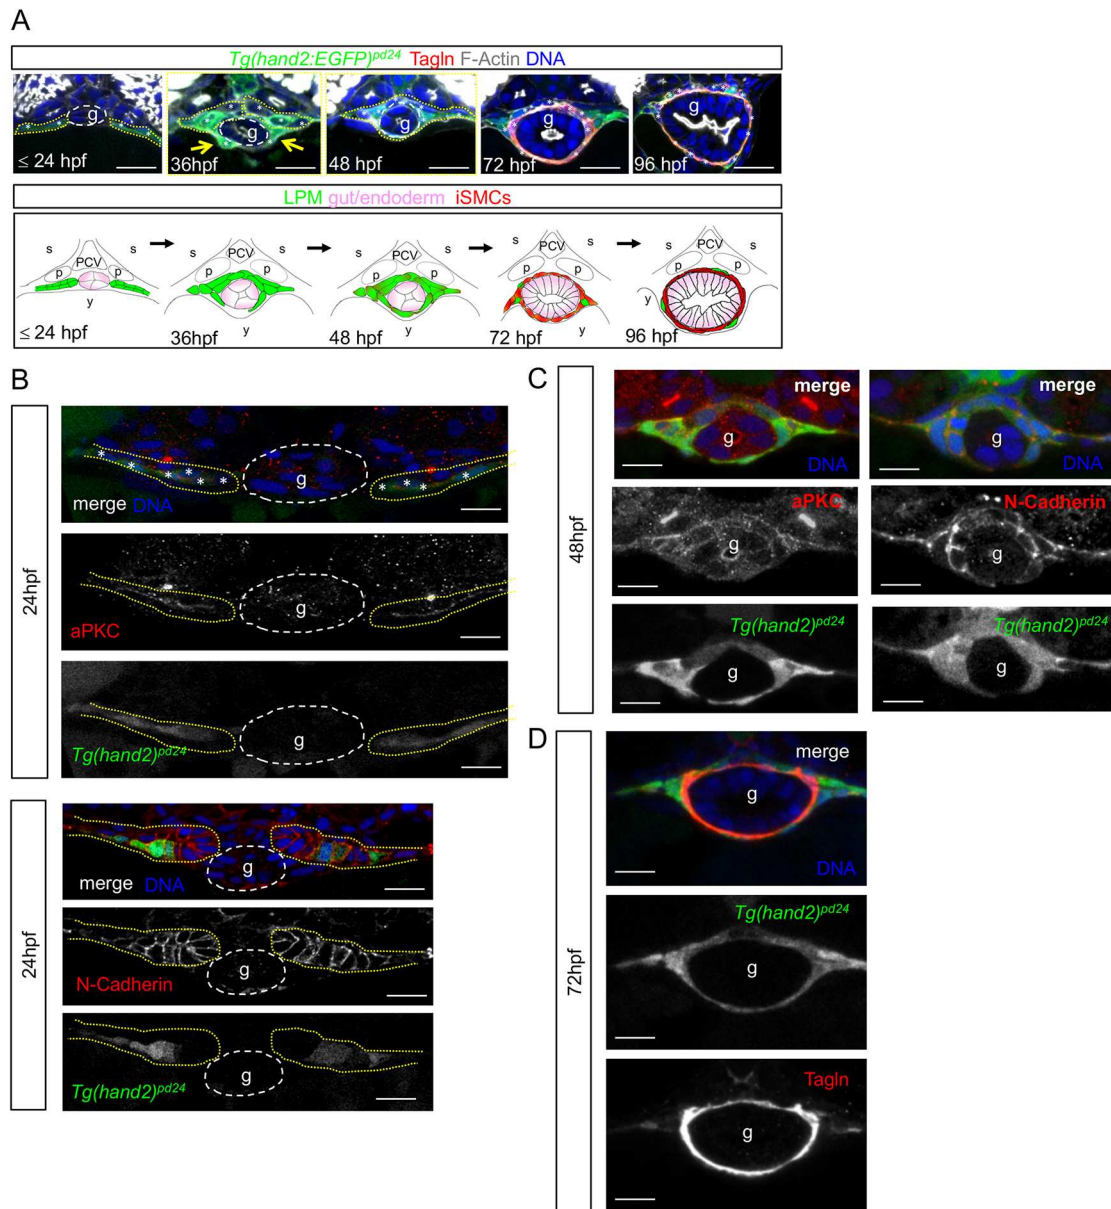 A
Tg(hand2:EGFP)pd24 Tagln F-Actin DNA
g g g g g
≤ 24 hpf 36hpf 48 hpf 72 hpf 96 hpf
LPM gut/endoderm iSMCs
s PCV s s PCV s s PCV s s PCV s s PCV s
p p p p p p p p p p
y y y y y
≤ 24 hpf 36hpf 48 hpf 72 hpf 96 hpf
B
24hpf
g
merge DNA
g
aPKC
g
Tg(hand2)pd24
24hpf
g
merge DNA
g
N-Cadherin
g
Tg(hand2)pd24
C
48hpf
merge merge
g g
DNA DNA
aPKC N-Cadherin
g g
Tg(hand2)pd24 Tg(hand2)pd24
g g
D
72hpf
merge
g
DNA
Tg(hand2)pd24
g
Tagln
g